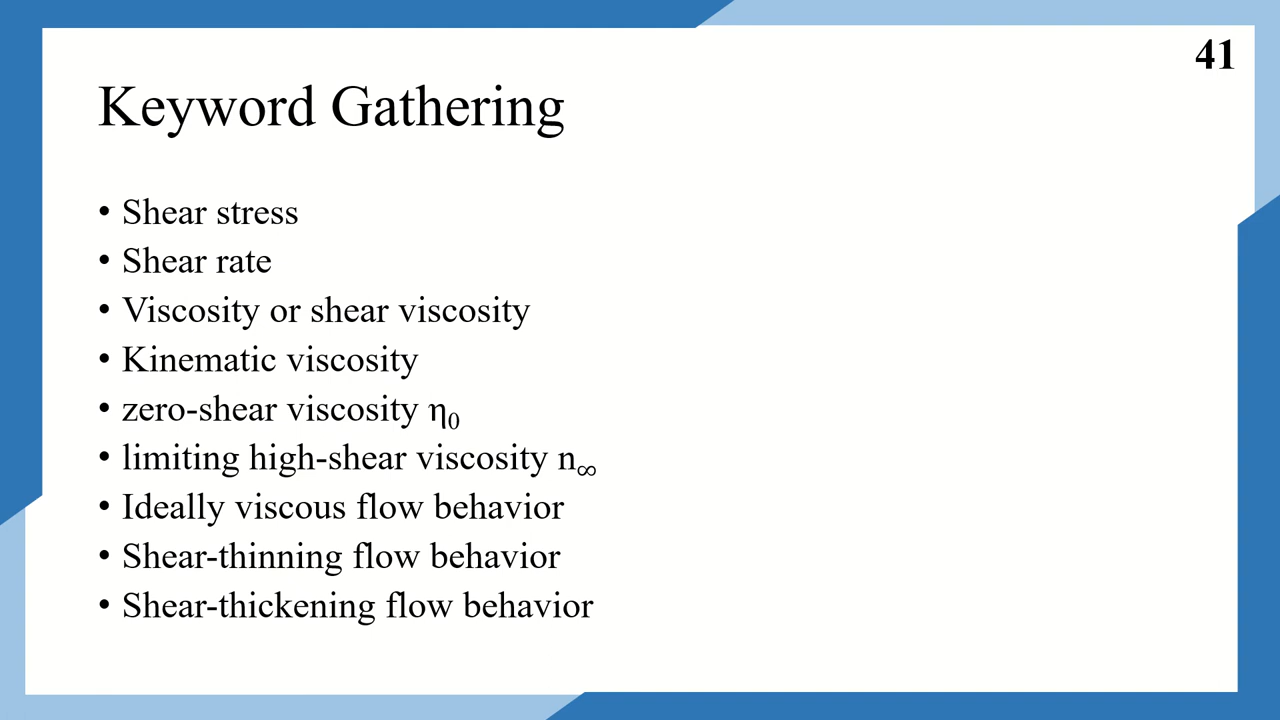 41
Keyword Gathering
• Shear stress
• Shear rate
• Viscosity or shear viscosity
• Kinematic viscosity
• zero-shear viscosity η₀
• limiting high-shear viscosity n∞
• Ideally viscous flow behavior
• Shear-thinning flow behavior
• Shear-thickening flow behavior